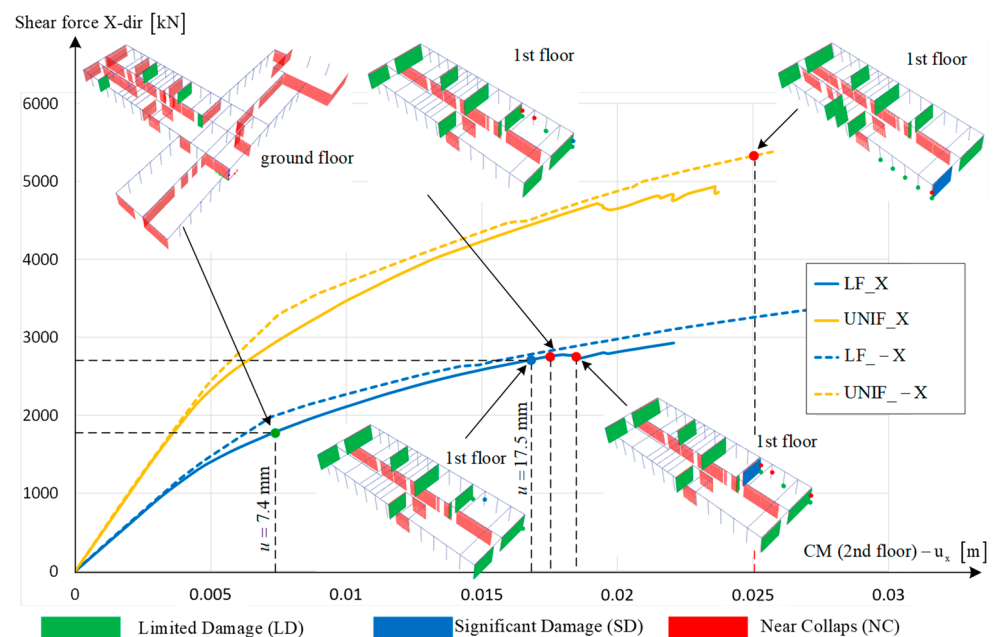 Shear force X-dir [kN]
1st floor
1st floor
6000
ground floor
5000
4000
LF_X
UNIF_X
3000
LF_−X
UNIF_−X
2000
1st floor
1st floor
u = 7.4 mm
u = 17.5 mm
1000
CM (2nd floor) – uₓ [m]
0
0
0.005
0.01
0.015
0.02
0.025
0.03
Limited Damage (LD)
Significant Damage (SD)
Near Collaps (NC)